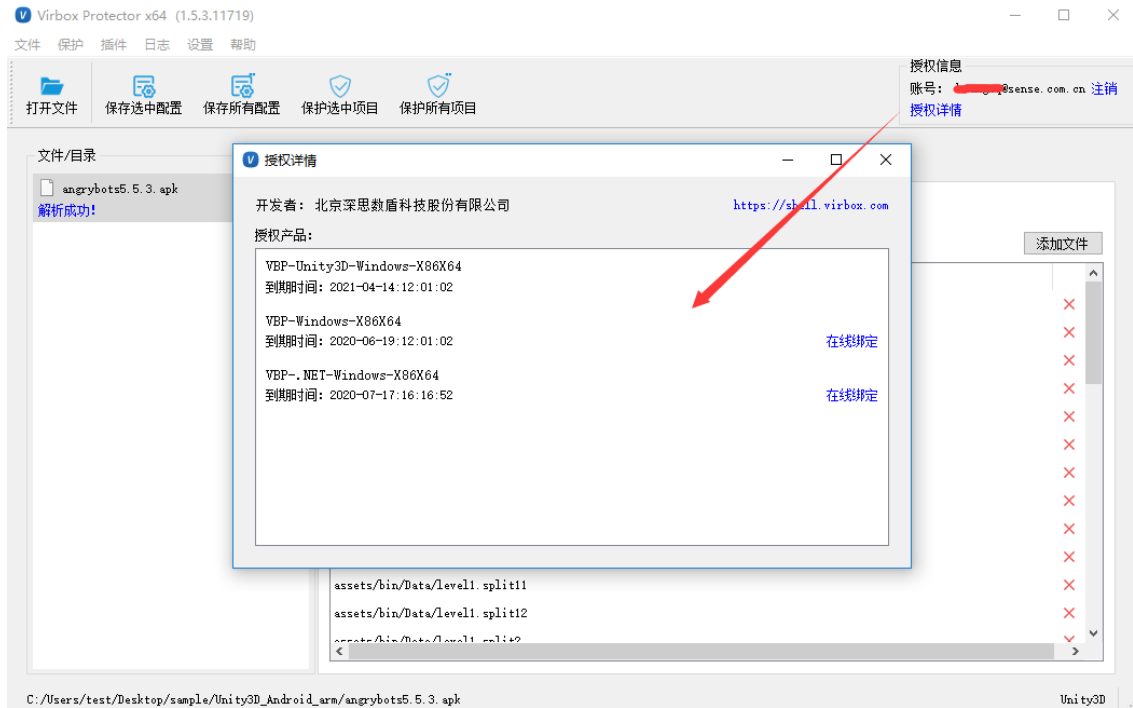 Virbox Protector x64 (1.5.3.11719)
文件 保护 插件 日志 设置 帮助
打开文件 保存选中配置 保存所有配置 保护选中项目 保护所有项目
授权信息
账号： @sense.com.cn 注销
授权详情
文件/目录
angrybots5.5.3.apk
解析成功!
授权详情
开发者: 北京深思数盾科技股份有限公司 https://shell.virbox.com
授权产品:
VBP-Unity3D-Windows-X86X64
到期时间: 2021-04-14:12:01:02
VBP-Windows-X86X64
到期时间: 2020-06-19:12:01:02 在线绑定
VBP-.NET-Windows-X86X64
到期时间: 2020-07-17:16:16:52 在线绑定
添加文件
assets/bin/Data/level1.split11
assets/bin/Data/level1.split12
assets/bin/Data/level1.split2
C:/Users/test/Desktop/sample/Unity3D_Android_arm/angrybots5.5.3.apk Unity3D